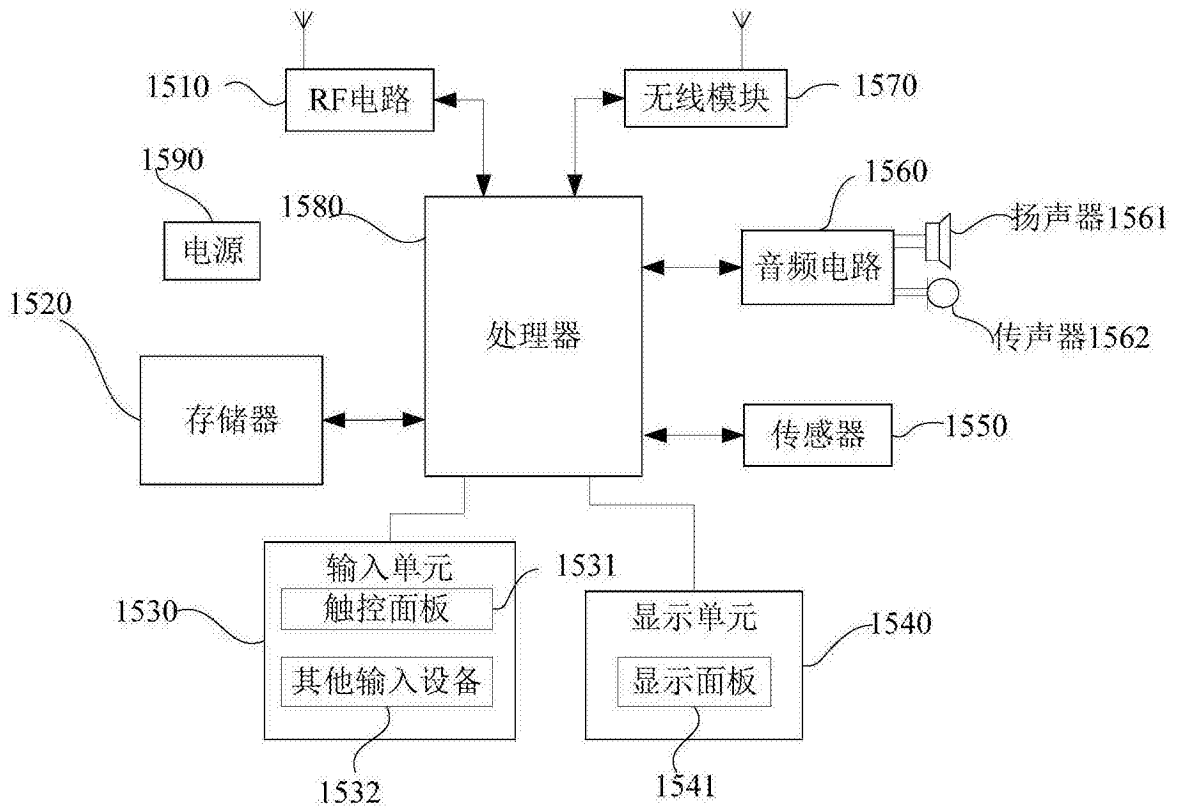 1510
RF电路
无线模块
1570
1590
电源
1580
1560
音频电路
扬声器1561
传声器1562
1520
存储器
处理器
传感器
1550
输入单元
1531
触控面板
1530
其他输入设备
1532
显示单元
1540
显示面板
1541